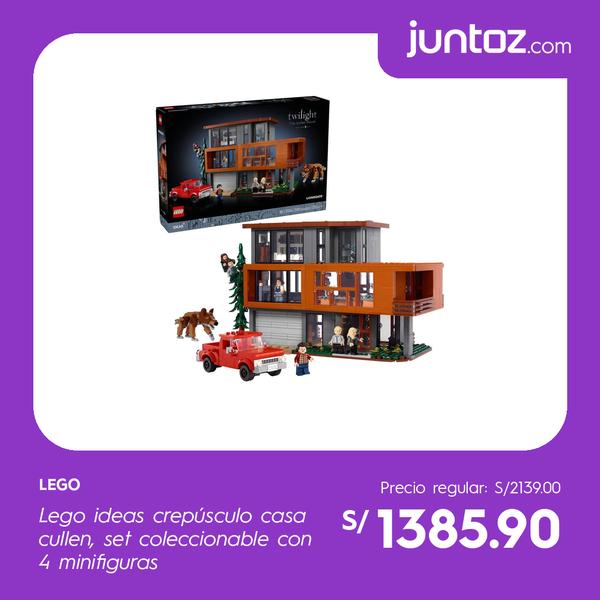 juntoz.com
twilight
LEGO
LEGO
Lego ideas crepúsculo casa
cullen, set coleccionable con
4 minifiguras
Precio regular: S/2139.00
S/1385.90